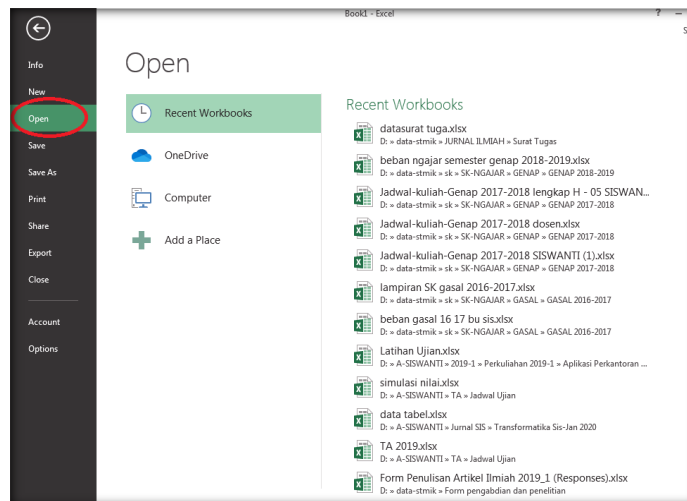 Book1 - Excel
?
S
Info
New
Open
Save
Save As
Print
Share
Export
Close
Account
Options
Open
Recent Workbooks
OneDrive
Computer
Add a Place
Recent Workbooks
datasurat tuga.xlsx
D: » data-stmik » JURNAL ILMIAH » Surat Tugas
beban ngajar semester genap 2018-2019.xlsx
D: » data-stmik » sk » SK-NGAJAR » GENAP » GENAP 2018-2019
Jadwal-kuliah-Genap 2017-2018 lengkap H - 05 SISWAN...
D: » data-stmik » sk » SK-NGAJAR » GENAP » GENAP 2017-2018
Jadwal-kuliah-Genap 2017-2018 dosen.xlsx
D: » data-stmik » sk » SK-NGAJAR » GENAP » GENAP 2017-2018
Jadwal-kuliah-Genap 2017-2018 SISWANTI (1).xlsx
D: » data-stmik » sk » SK-NGAJAR » GENAP » GENAP 2017-2018
lampiran SK gasal 2016-2017.xlsx
D: » data-stmik » sk » SK-NGAJAR » GASAL » GASAL 2016-2017
beban gasal 16 17 bu sis.xlsx
D: » data-stmik » sk » SK-NGAJAR » GASAL » GASAL 2016-2017
Latihan Ujian.xlsx
D: » A-SISWANTI » 2019-1 » Perkuliahan 2019-1 » Aplikasi Perkantoran ...
simulasi nilai.xlsx
D: » A-SISWANTI » TA » Jadwal Ujian
data tabel.xlsx
D: » A-SISWANTI » Jurnal SIS » Transformatika Sis-Jan 2020
TA 2019.xlsx
D: » A-SISWANTI » TA » Jadwal Ujian
Form Penulisan Artikel Ilmiah 2019_1 (Responses).xlsx
D: » data-stmik » Form pengabdian dan penelitian